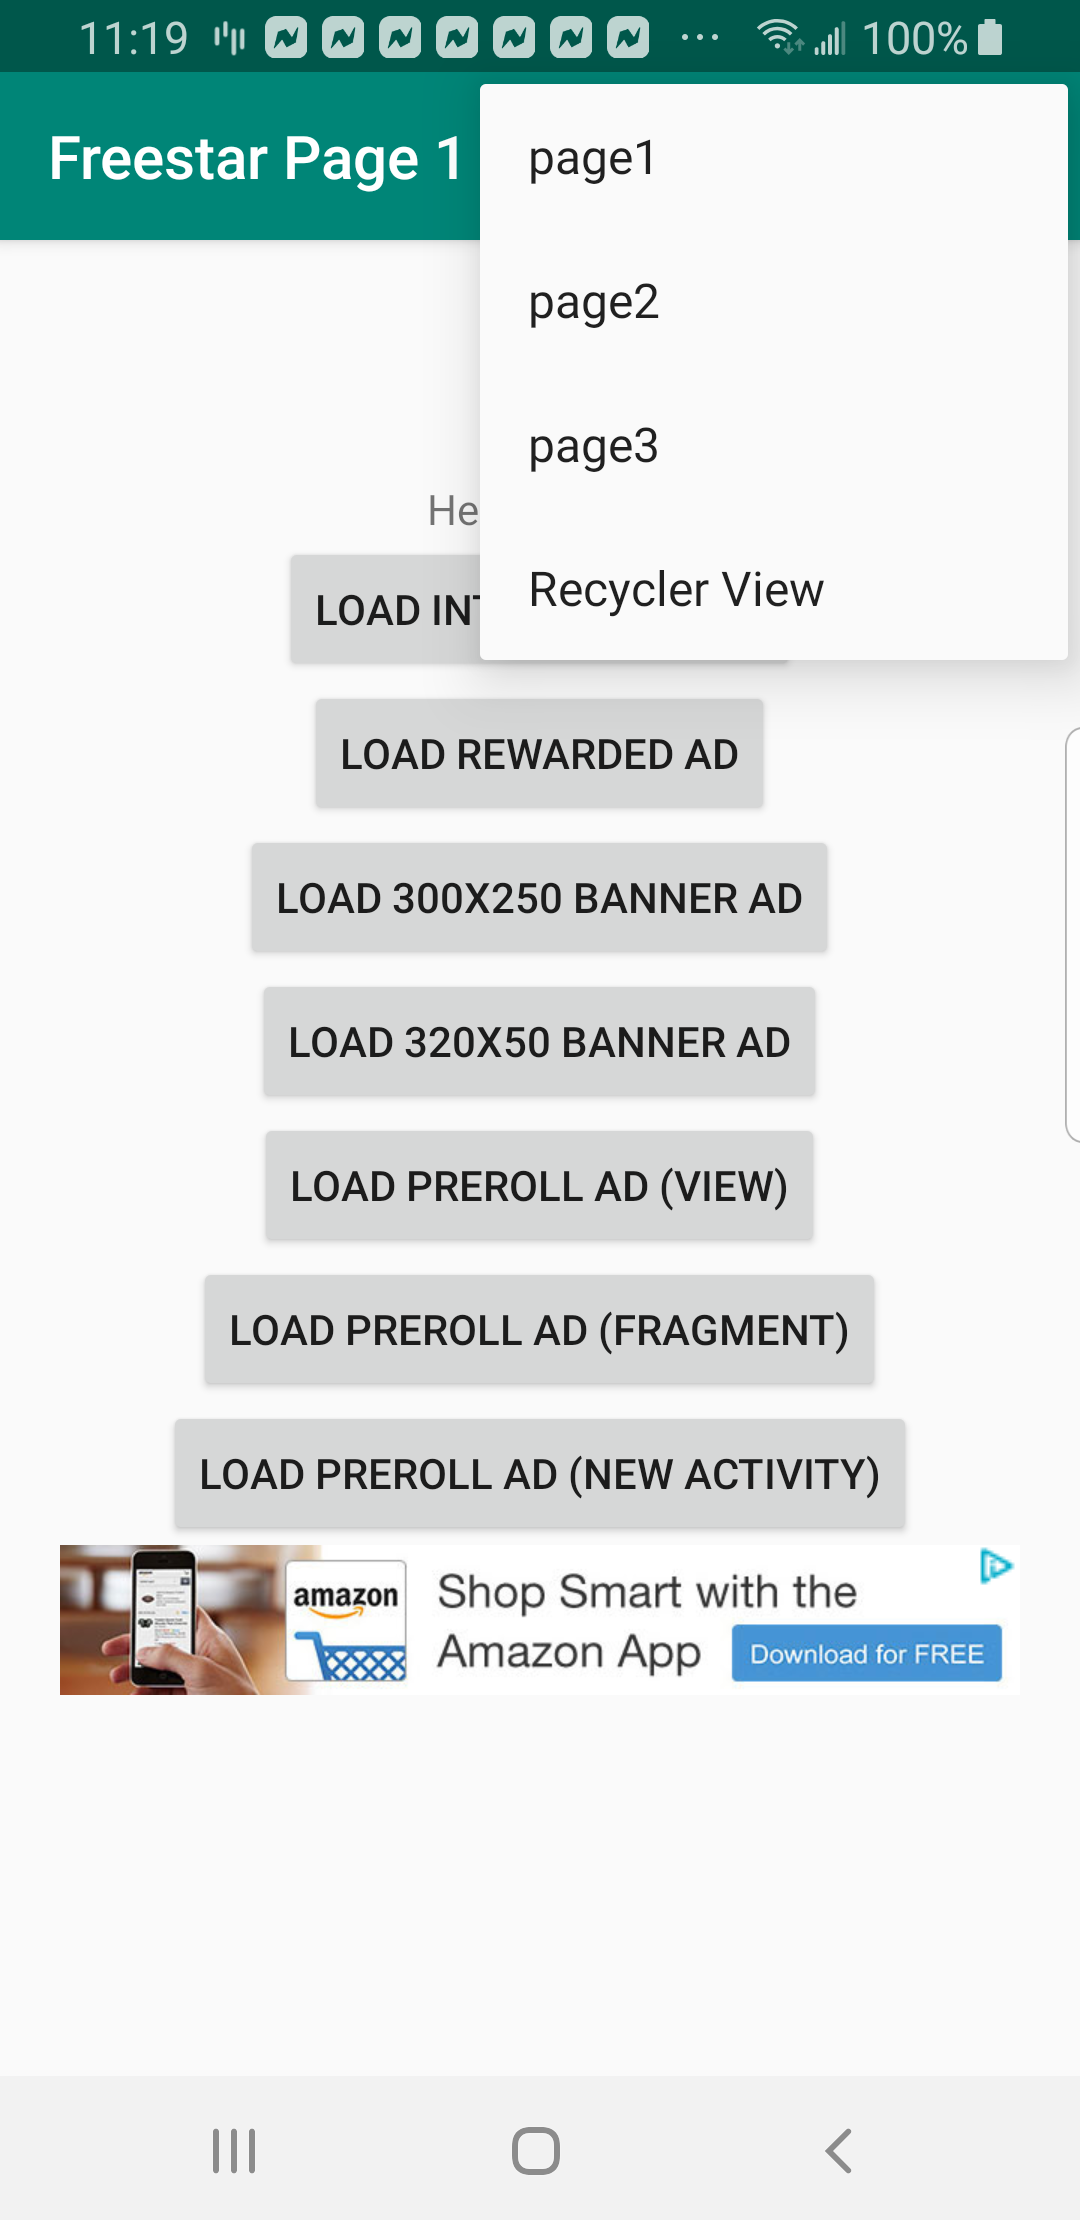 11:19
100%
Freestar Page 1
page1
page2
page3
Recycler View
He
LOAD INT
LOAD REWARDED AD
LOAD 300X250 BANNER AD
LOAD 320X50 BANNER AD
LOAD PREROLL AD (VIEW)
LOAD PREROLL AD (FRAGMENT)
LOAD PREROLL AD (NEW ACTIVITY)
amazon
Shop Smart with the
Amazon App
Download for FREE